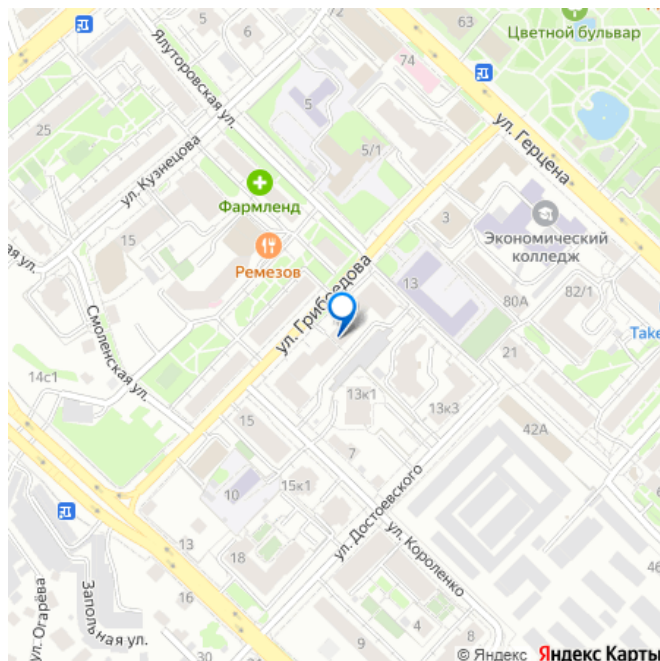 5
63
Цветной бульвар
74
Ялуторовская ул.
5
25
ул. Герцена
5/1
ул. Кузнецова
Фармленд
3
Экономический
колледж
15
Ремезов
ул. Грибоедова
13
80А
82/1
Смоленская ул.
Take
21
14с1
13к1
13к3
15
42А
7
10
15к1
ул. Достоевского
13
18
ул. Короленко
46
ул. Огарёва
Запольная ул.
16
9
4
6
8
© Яндекс Яндекс Карты